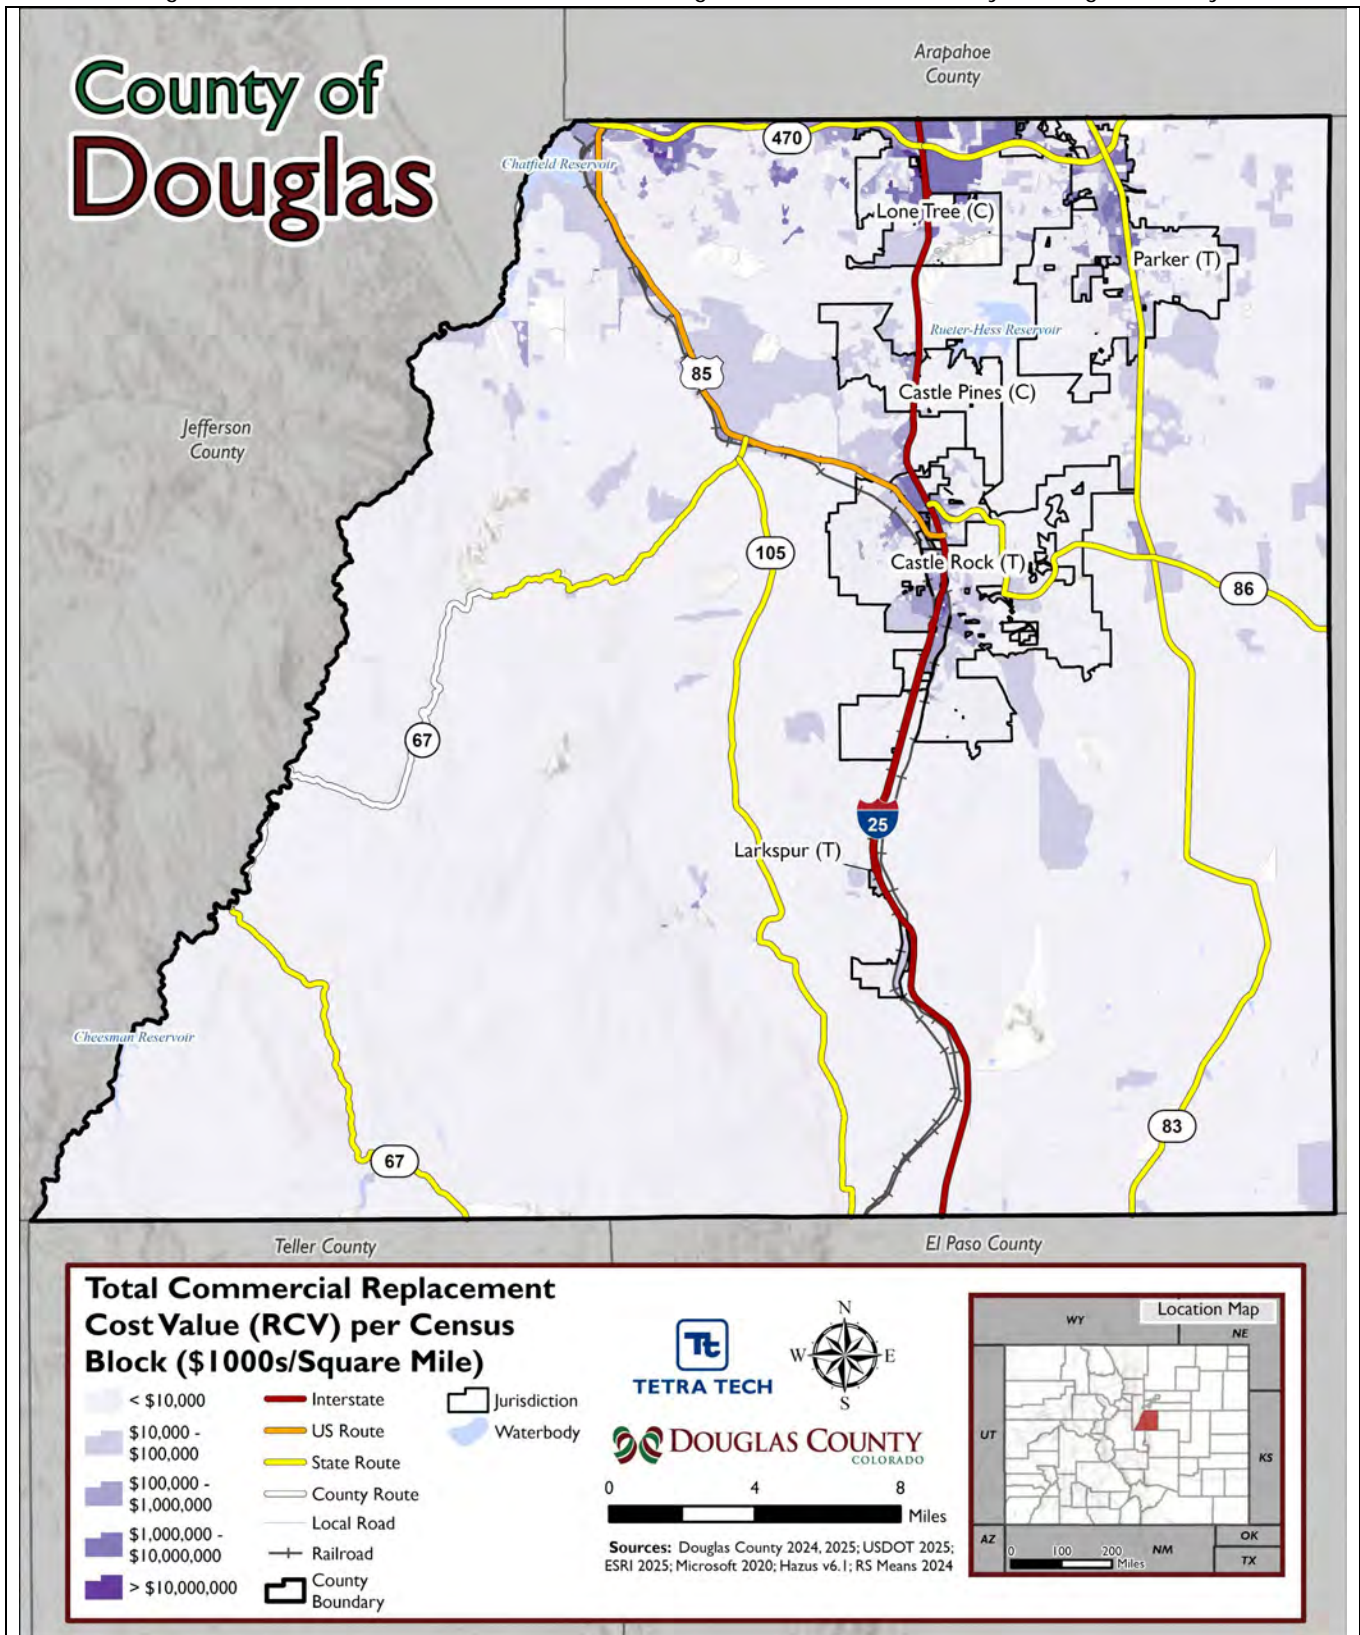 County of
Douglas
Arapahoe
County
470
Chatfield Reservoir
Lone Tree (C)
Parker (T)
Rueter-Hess Reservoir
85
Castle Pines (C)
Jefferson
County
105
Castle Rock (T)
86
67
25
Larkspur (T)
Cheesman Reservoir
83
67
Teller County
El Paso County
Total Commercial Replacement
Cost Value (RCV) per Census
Block ($1000s/Square Mile)
< $10,000
$10,000 -
$100,000
$100,000 -
$1,000,000
$1,000,000 -
$10,000,000
> $10,000,000
Interstate
US Route
State Route
County Route
Local Road
Railroad
County
Boundary
Jurisdiction
Waterbody
Tt
TETRA TECH
N
W E
S
DOUGLAS COUNTY
COLORADO
0 4 8
Miles
Sources: Douglas County 2024, 2025; USDOT 2025;
ESRI 2025; Microsoft 2020; Hazus v6.1; RS Means 2024
Location Map
WY
NE
UT
KS
AZ
NM
OK
TX
0 100 200
Miles